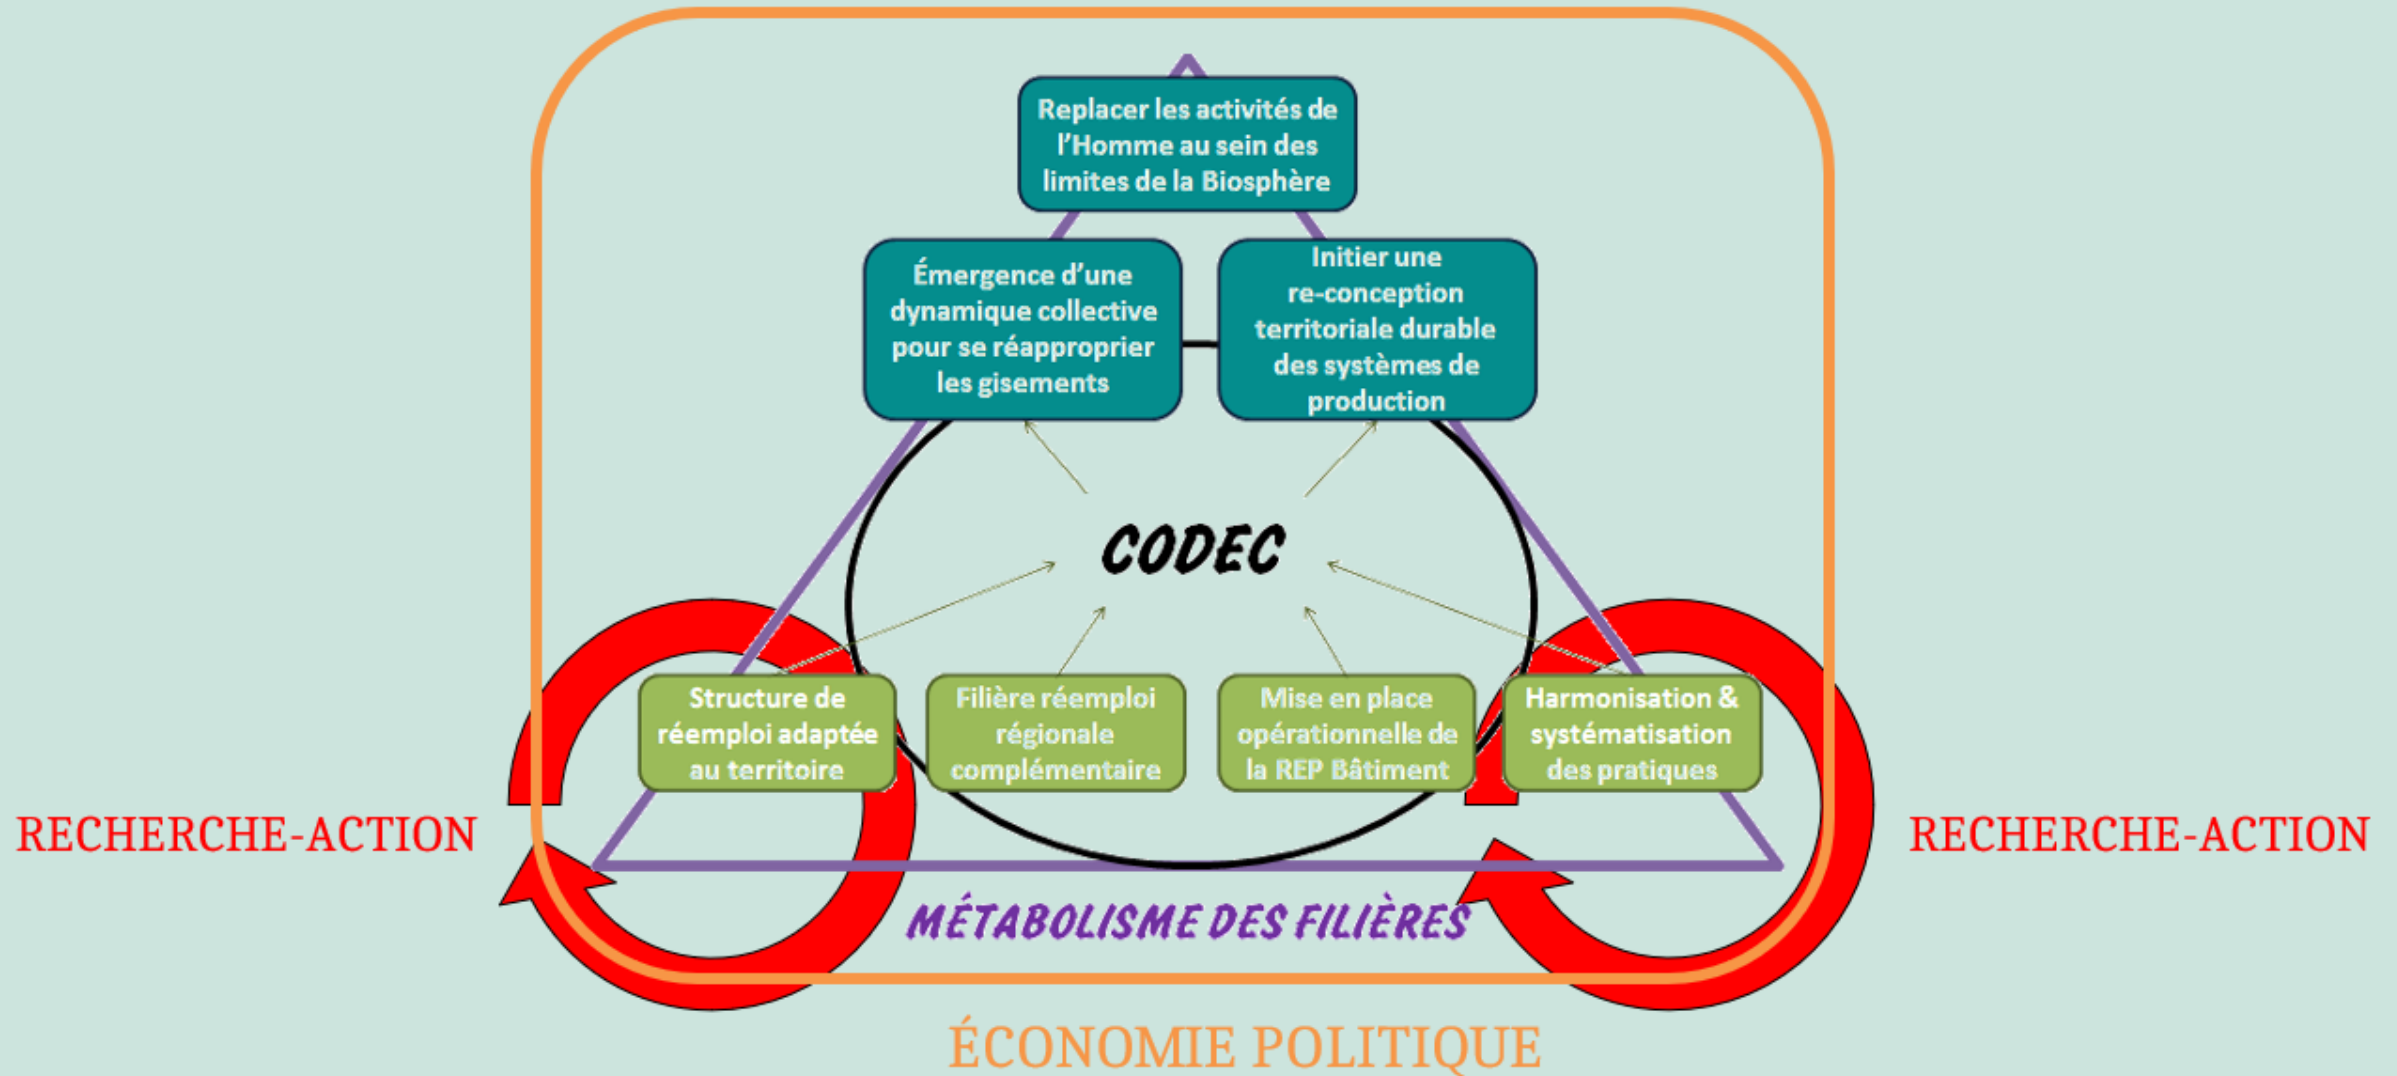 Replacer les activités de
l’Homme au sein des
limites de la Biosphère
Émergence d’une
dynamique collective
pour se réapproprier
les gisements
Initier une
re-conception
territoriale durable
des systèmes de
production
CODEC
Structure de
réemploi adaptée
au territoire
Filière réemploi
régionale
complémentaire
Mise en place
opérationnelle de
la REP Bâtiment
Harmonisation &
systématisation
des pratiques
RECHERCHE-ACTION
RECHERCHE-ACTION
MÉTABOLISME DES FILIÈRES
ÉCONOMIE POLITIQUE